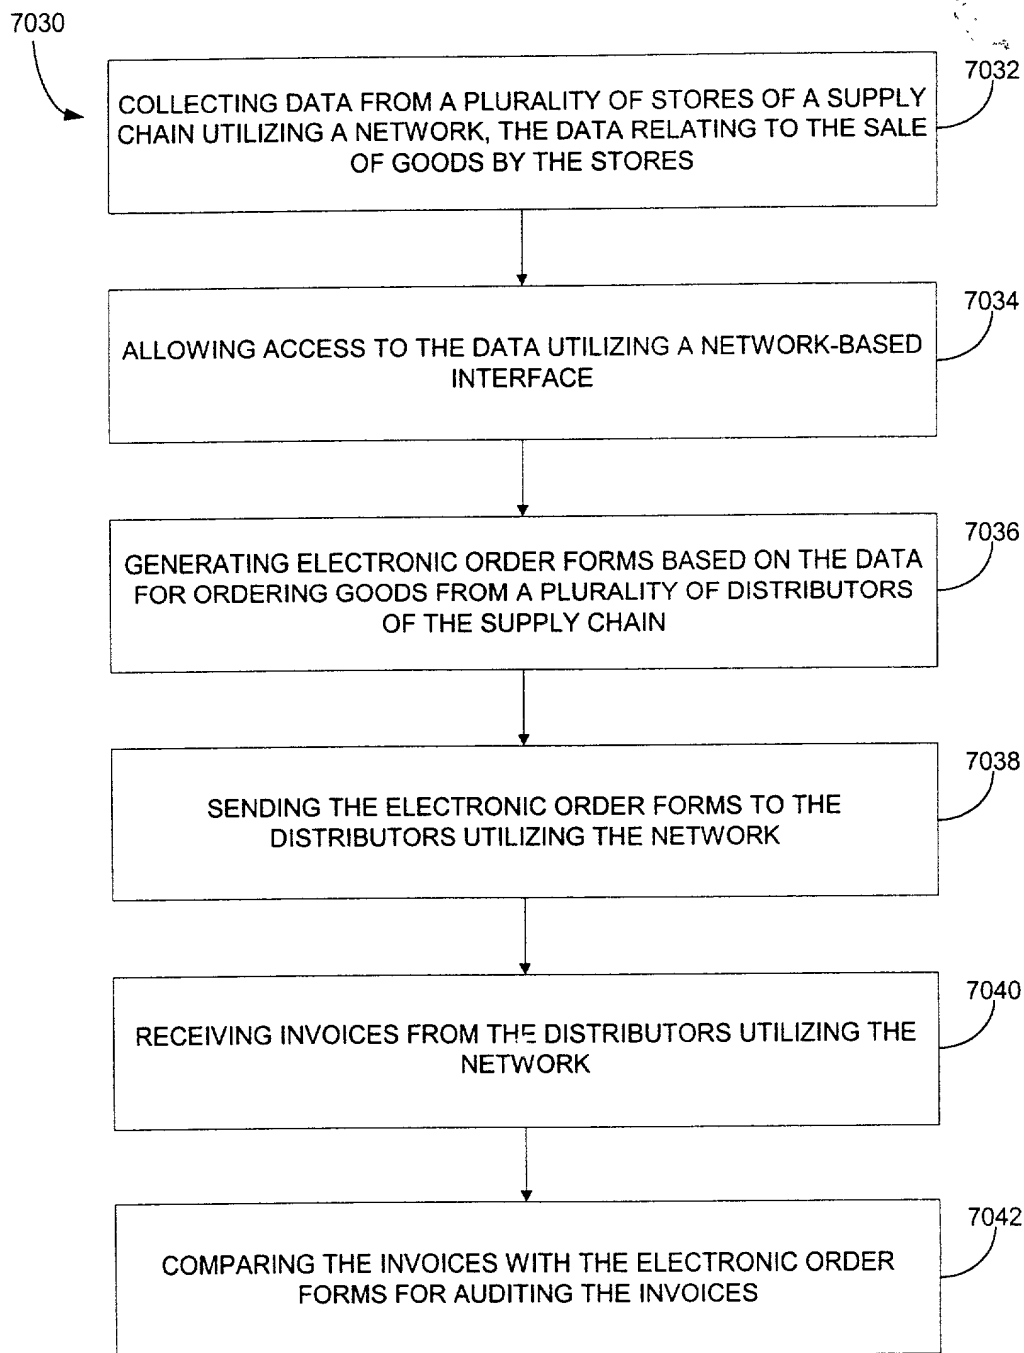 7030
7032
COLLECTING DATA FROM A PLURALITY OF STORES OF A SUPPLY
CHAIN UTILIZING A NETWORK, THE DATA RELATING TO THE SALE
OF GOODS BY THE STORES
7034
ALLOWING ACCESS TO THE DATA UTILIZING A NETWORK-BASED
INTERFACE
7036
GENERATING ELECTRONIC ORDER FORMS BASED ON THE DATA
FOR ORDERING GOODS FROM A PLURALITY OF DISTRIBUTORS
OF THE SUPPLY CHAIN
7038
SENDING THE ELECTRONIC ORDER FORMS TO THE
DISTRIBUTORS UTILIZING THE NETWORK
7040
RECEIVING INVOICES FROM THE DISTRIBUTORS UTILIZING THE
NETWORK
7042
COMPARING THE INVOICES WITH THE ELECTRONIC ORDER
FORMS FOR AUDITING THE INVOICES